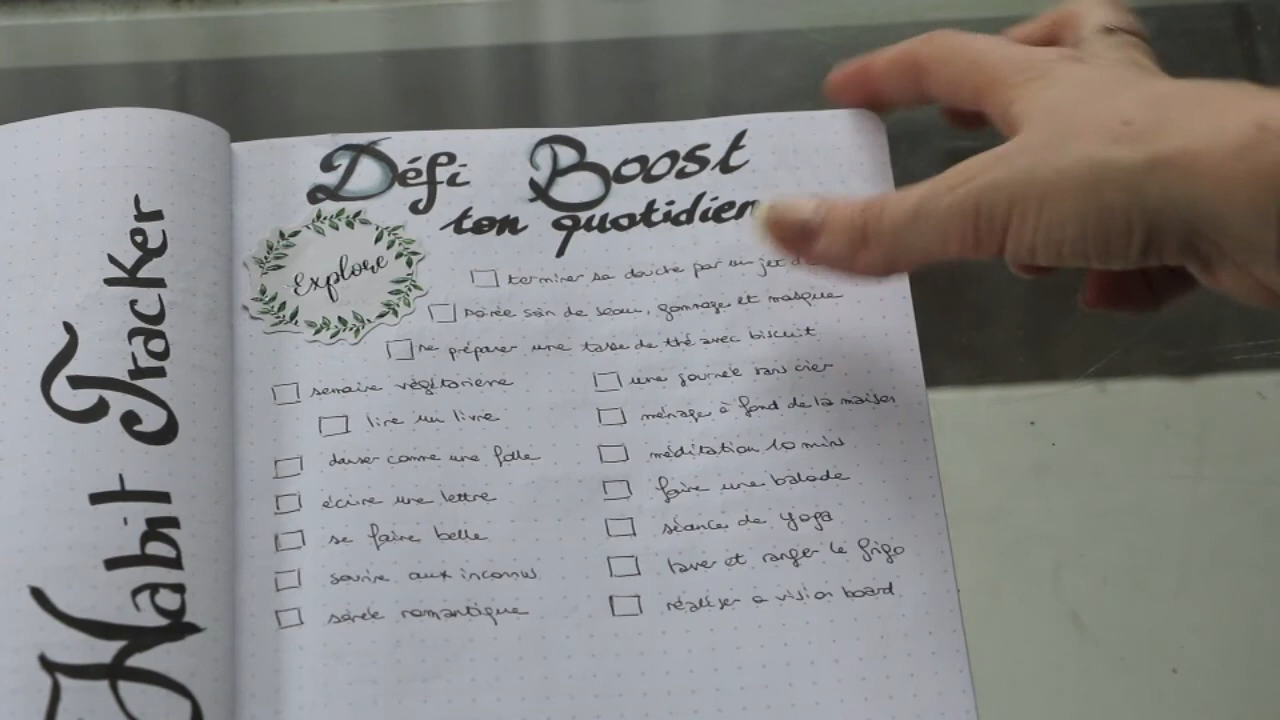 Habit Tracker
Défi Boost
ton quotidien
Explore
terminer sa douche par un jet
soirée soin de seau, gommage et masque
se préparer une tasse de thé avec biscuit
semaine végétarienne
lire un livre
danser comme une folle
écrire une lettre
se faire belle
sourire aux inconnus
soirée romantique
une journée sans crier
ménage à fond de la maison
méditation 10 min
faire une balade
séance de yoga
laver et ranger le frigo
réaliser a vision board